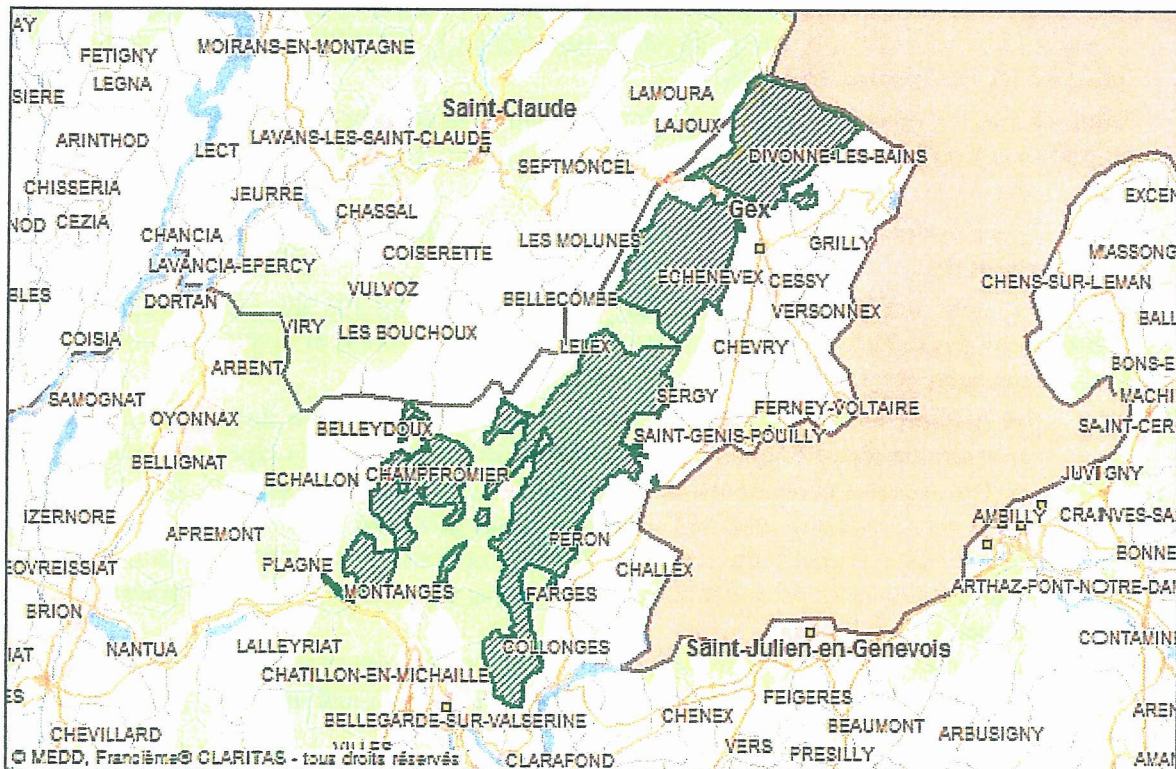 AY
FETIGNY
MOIRANS-EN-MONTAGNE
LEGNA
SIERE
Saint-Claude
LAMOURA
LAJOUX
ARINTHOD
LECT
LAVANS-LES-SAINT-CLAUDE
DIVONNE-LES-BAINS
SEPTMONCEL
CHISSERIA
JEURRE
EXCEN
NOD
CEZIA
CHASSAL
Gex
CHANCIA
LES MOLUNES
GRILLY
COISERETTE
MASSONG
LAVANCIA-EPERCY
ECHENEVEX
CESSY
CHENS-SUR-LEMAN
ELES
DORTAN
VULVOZ
BELLECOMBE
VERSONNEX
BALL
VIRY
LES BOUCHOUX
COISIA
LELEX
CHEVRY
ARBENT
BONS-E
SAMOGNAT
SERGY
MACHI
OYONNAX
FERNEY-VOLTAIRE
BELLEYDOUX
SAINT-GENIS-POUILLY
SAINT-CER
BELLIGNAT
ECHALLON
CHAMPFROMIER
JUVIGNY
IZERNORE
AMBILLY
CRANVES-SA
APREMONT
PERON
BONNE
EOVREISSIAT
PLAGNE
CHALLEX
MONTANGES
FARGES
ARTHAZ-PONT-NOTRE-DAM
BRION
NANTUA
LALLEYRIAT
COLLONGES
Saint-Julien-en-Genevois
CONTAMINE
IAT
CHATILLON-EN-MICHAILLE
ES
FEIGERES
BELLEGARDE-SUR-VALSERINE
CHENEX
BEAUMONT
AREN
CHEVILLARD
ARBUSIGNY
VILLES
VERS
PRESILLY
CLARAFOND
AMA
© MEDD, Francième® CLARITAS - tous droits réservés